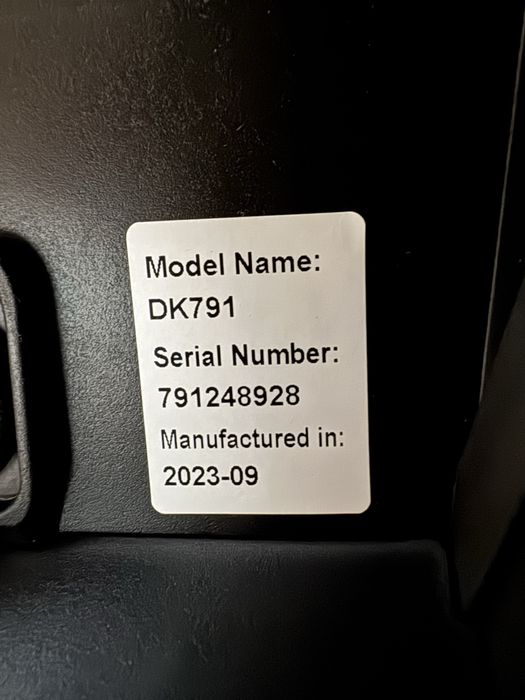 Model Name:
DK791
Serial Number:
791248928
Manufactured in:
2023-09